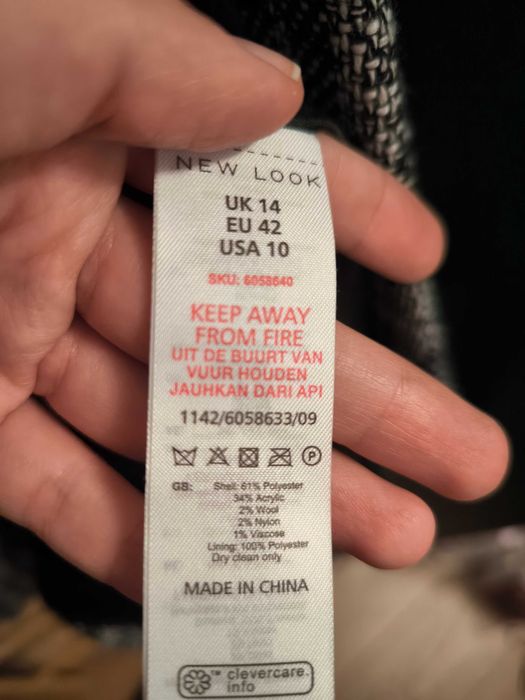 NEW LOOK
UK 14
EU 42
USA 10
SKU: 6058640
KEEP AWAY
FROM FIRE
UIT DE BUURT VAN
VUUR HOUDEN
JAUHKAN DARI API
1142/6058633/09
P
GB: Shell: 61% Polyester
34% Acrylic
2% Wool
2% Nylon
1% Viscose
Lining: 100% Polyester
Dry clean only
MADE IN CHINA
™ clevercare.
info